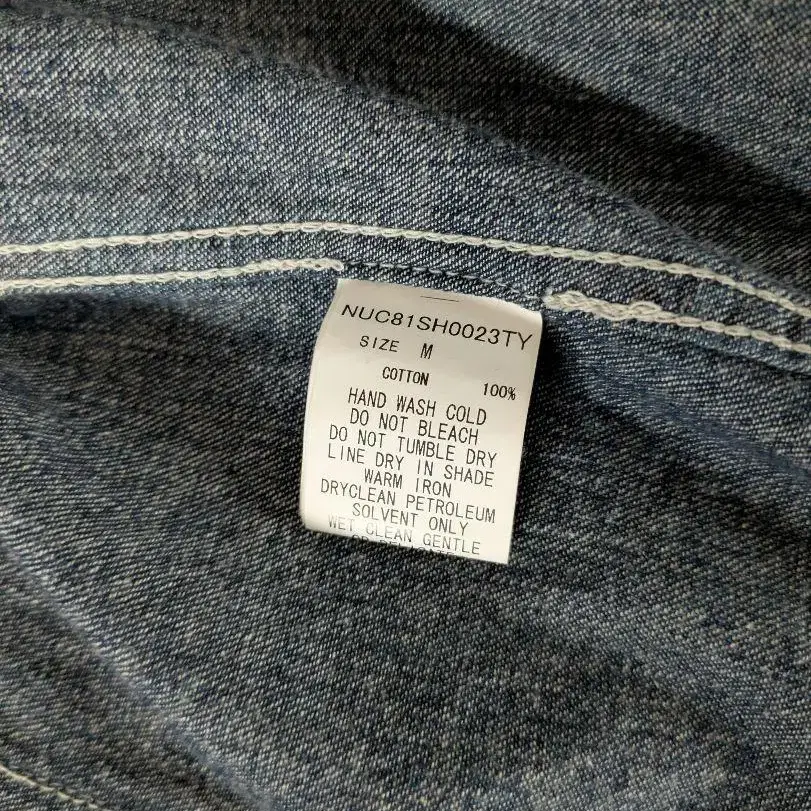 NUC81SH0023TY
SIZE M
COTTON 100%
HAND WASH COLD
DO NOT BLEACH
DO NOT TUMBLE DRY
LINE DRY IN SHADE
WARM IRON
DRYCLEAN PETROLEUM
SOLVENT ONLY
WET CLEAN GENTLE